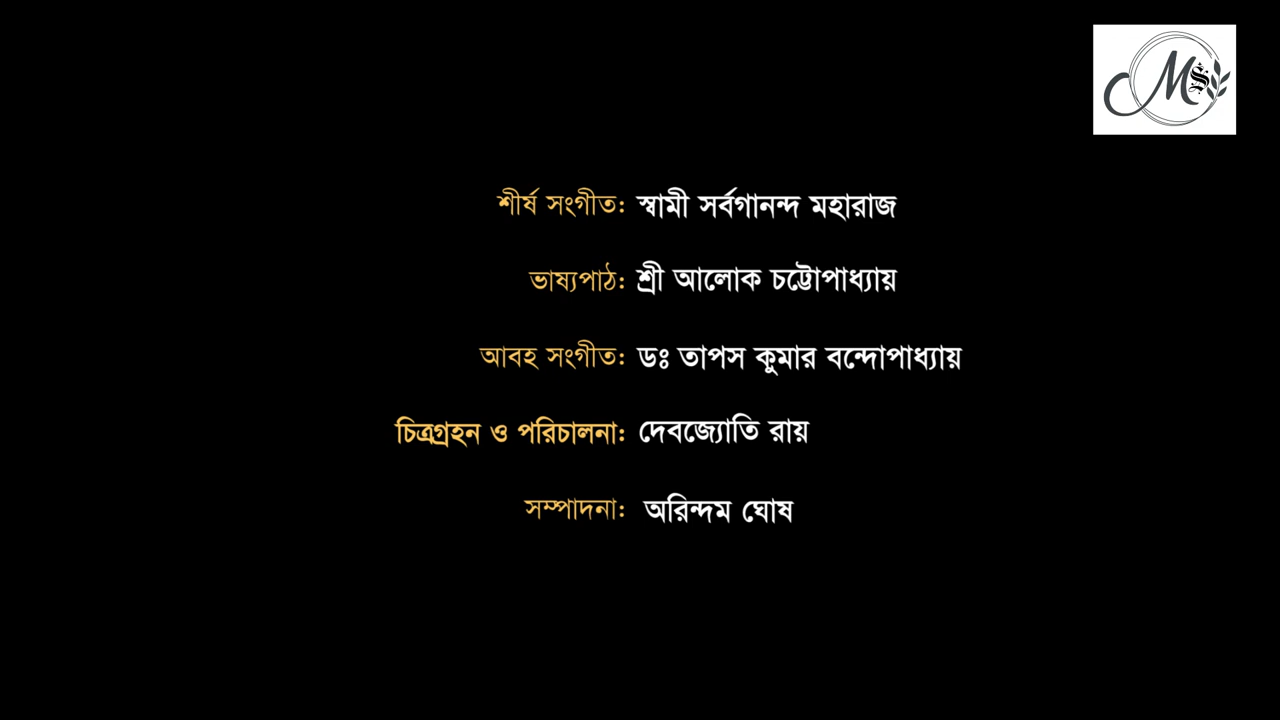 MS
শীর্ষ সংগীত: স্বামী সর্বগানন্দ মহারাজ
ভাষ্যপাঠ: শ্রী আলোক চট্টোপাধ্যায়
আবহ সংগীত: ডঃ তাপস কুমার বন্দোপাধ্যায়
চিত্রগ্রহন ও পরিচালনা: দেবজ্যোতি রায়
সম্পাদনা: অরিন্দম ঘোষ